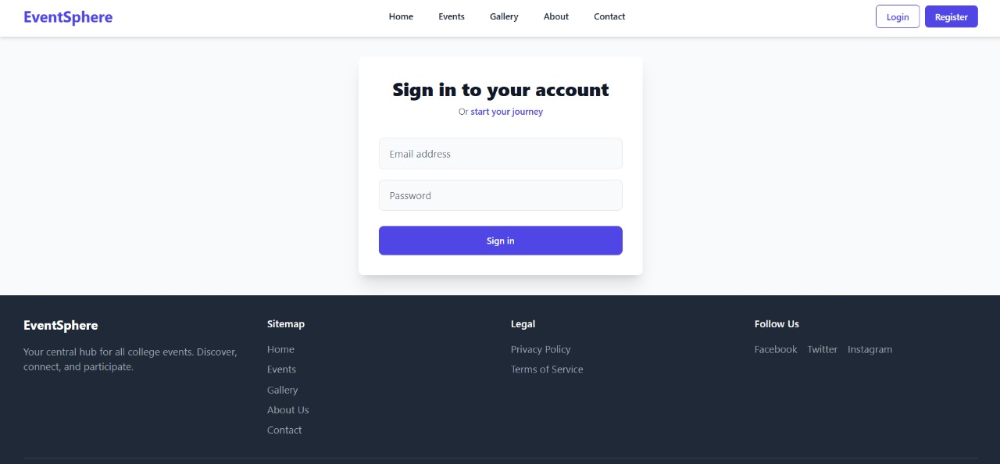 EventSphere
Home Events Gallery About Contact
Login Register
Sign in to your account
Or start your journey
Email address
Password
Sign in
EventSphere
Your central hub for all college events. Discover,
connect, and participate.
Sitemap
Home
Events
Gallery
About Us
Contact
Legal
Privacy Policy
Terms of Service
Follow Us
Facebook Twitter Instagram